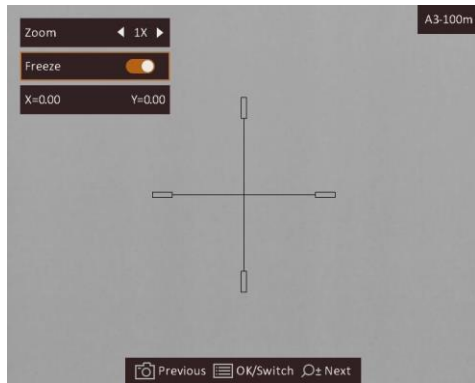 Zoom 1X
A3-100m
Freeze
X=0.00 Y=0.00
Previous OK/Switch Next